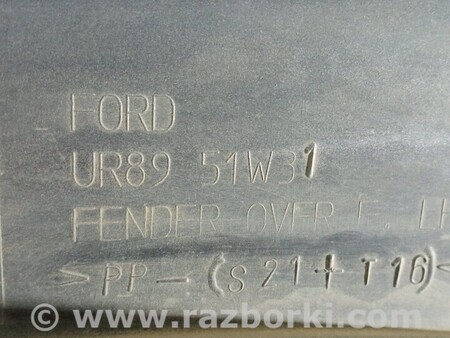 FORD
UR89 51W31
FENDER-OVER F. LH
>PP-(S21+T16)<
www.razborki.com